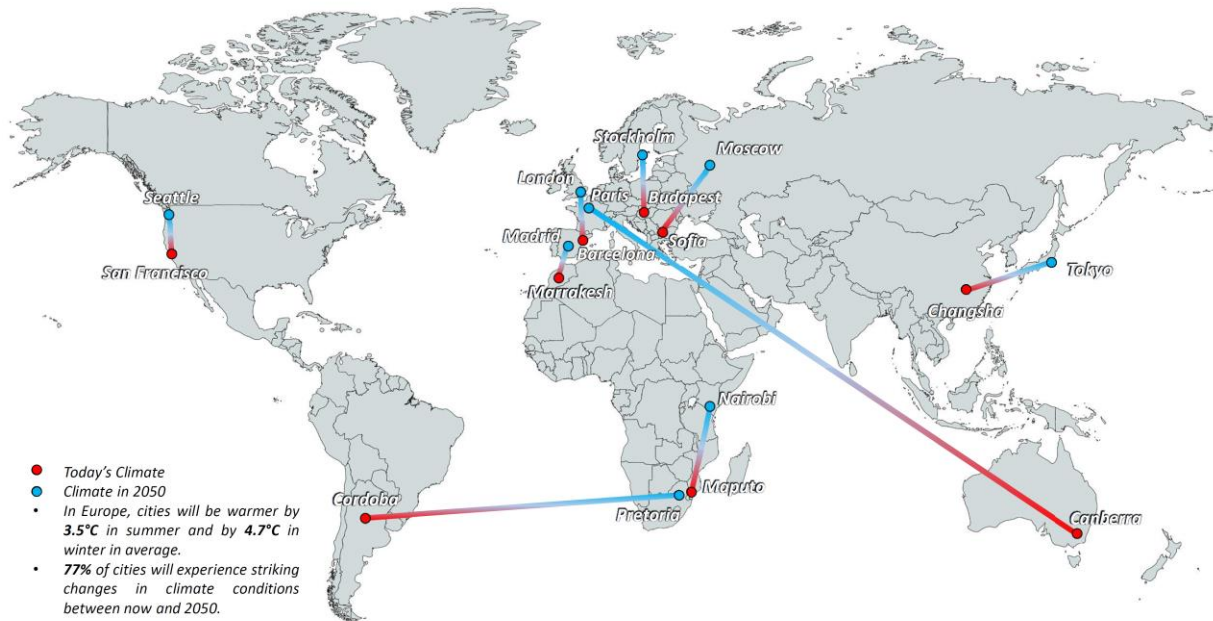 Stockholm
Moscow
London
Paris
Budapest
Seattle
Madrid
Sofia
Barcelona
San Francisco
Marrakesh
Tokyo
Changsha
Nairobi
Maputo
Cordoba
Pretoria
Canberra
Today's Climate
Climate in 2050
• In Europe, cities will be warmer by
3.5°C in summer and by 4.7°C in
winter in average.
• 77% of cities will experience striking
changes in climate conditions
between now and 2050.